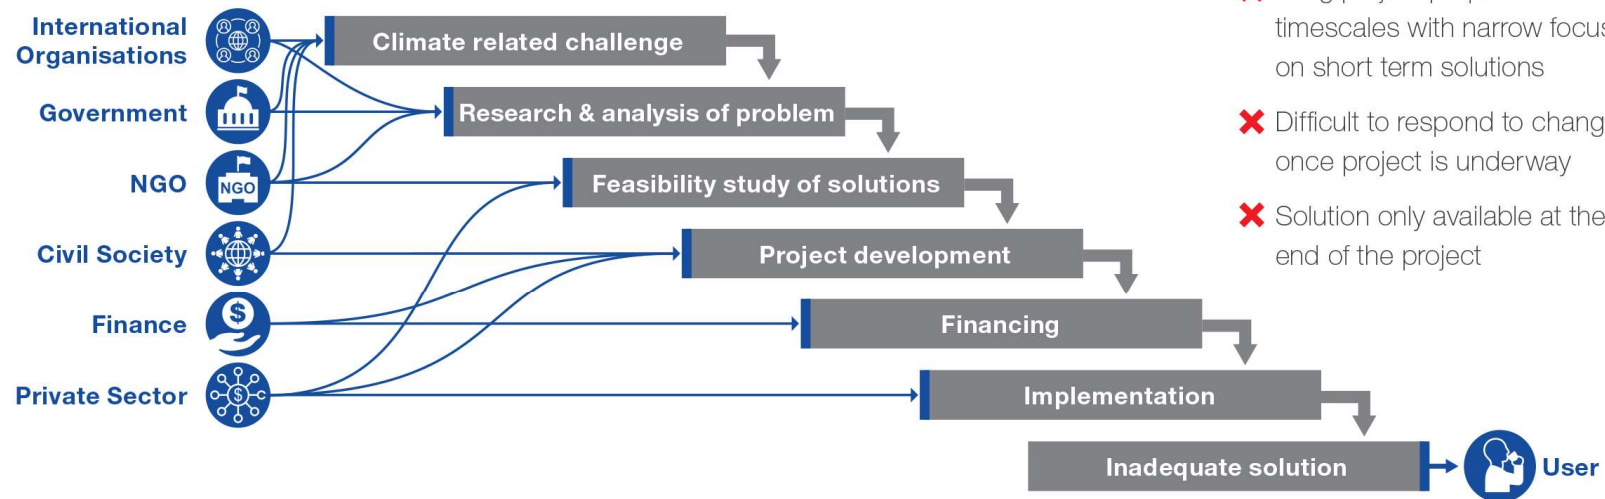 International
Organisations
Government
NGO
NGO
Civil Society
Finance
$
Private Sector
$
Climate related challenge
Research & analysis of problem
Feasibility study of solutions
Project development
Financing
Implementation
Inadequate solution
User
timescales with narrow focus
on short term solutions
Difficult to respond to chang
once project is underway
Solution only available at the
end of the project